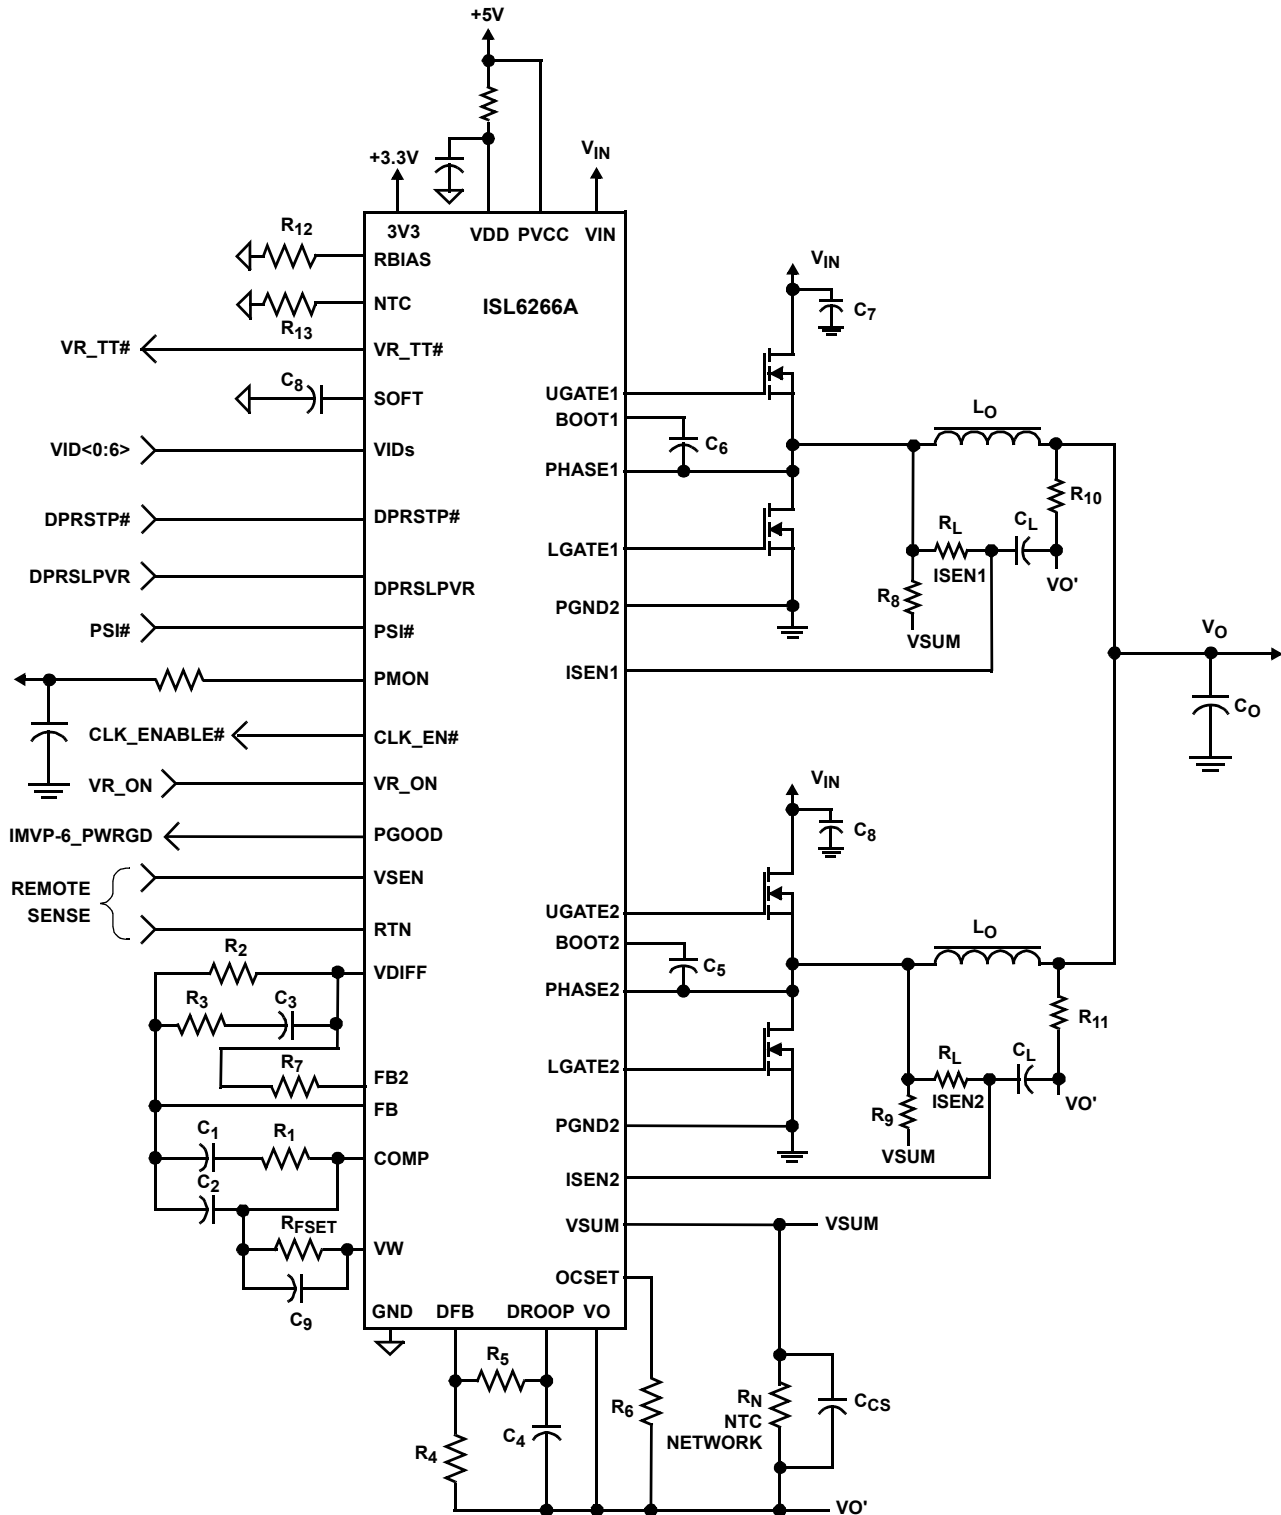 +5V
+3.3V
VIN
3V3
VDD
PVCC
VIN
ISL6266A
R12
RBIAS
NTC
R13
VR_TT#
VR_TT#
C8
SOFT
VID<0:6>
VIDs
DPRSTP#
DPRSTP#
DPRSLPVR
DPRSLPVR
PSI#
PSI#
PMON
CLK_ENABLE#
CLK_EN#
VR_ON
VR_ON
IMVP-6_PWRGD
PGOOD
REMOTE
SENSE
VSEN
RTN
R2
VDIFF
R3
C3
R7
FB2
FB
C1
R1
COMP
C2
RFSET
VW
C9
GND
DFB
DROOP
VO
R5
R4
C4
VIN
C7
UGATE1
BOOT1
C6
PHASE1
LGATE1
PGND2
ISEN1
LO
R10
RL
CL
ISEN1
VO'
R8
VSUM
VO
CO
VIN
C8
UGATE2
BOOT2
C5
PHASE2
LGATE2
PGND2
ISEN2
LO
R11
RL
CL
ISEN2
VO'
R9
VSUM
VSUM
VSUM
OCSET
R6
RN
NTC
NETWORK
CCS
VO'